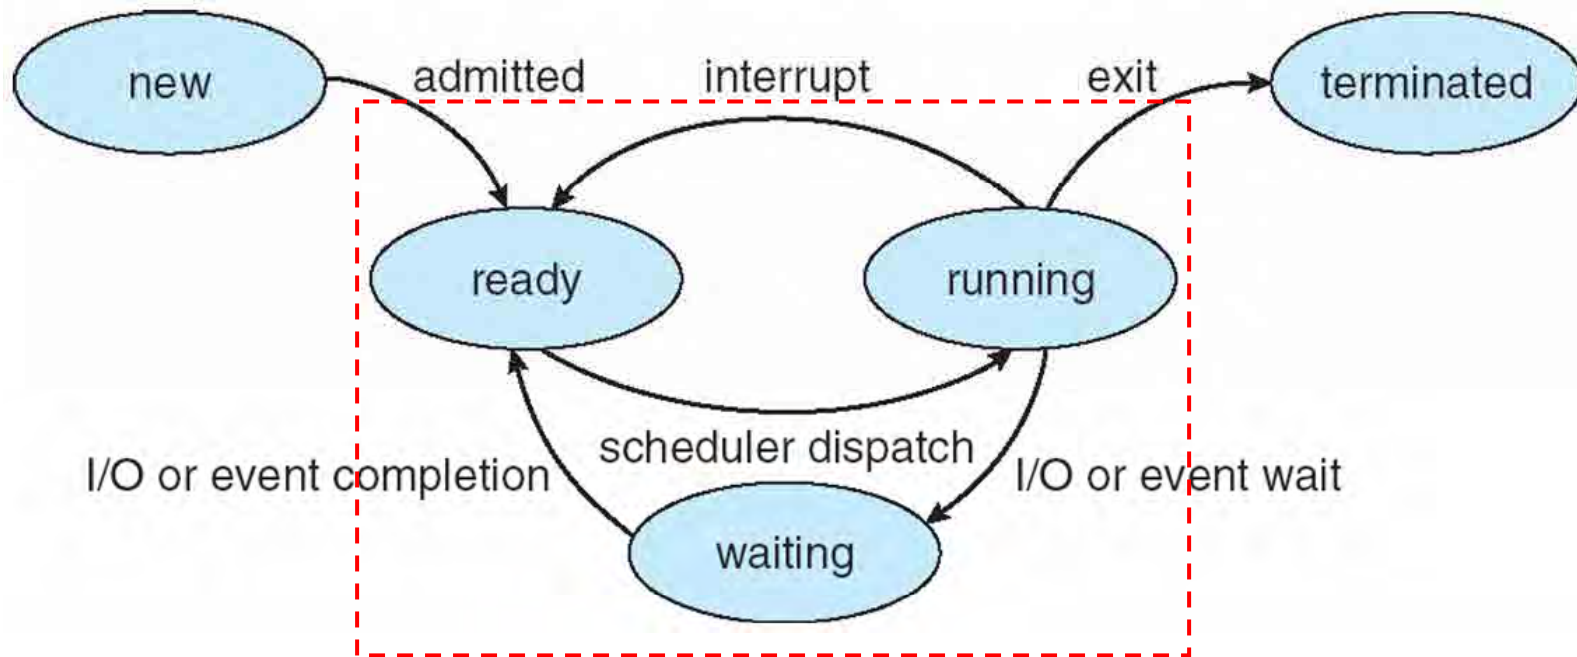 new
admitted
interrupt
exit
terminated
ready
running
scheduler dispatch
I/O or event completion
I/O or event wait
waiting